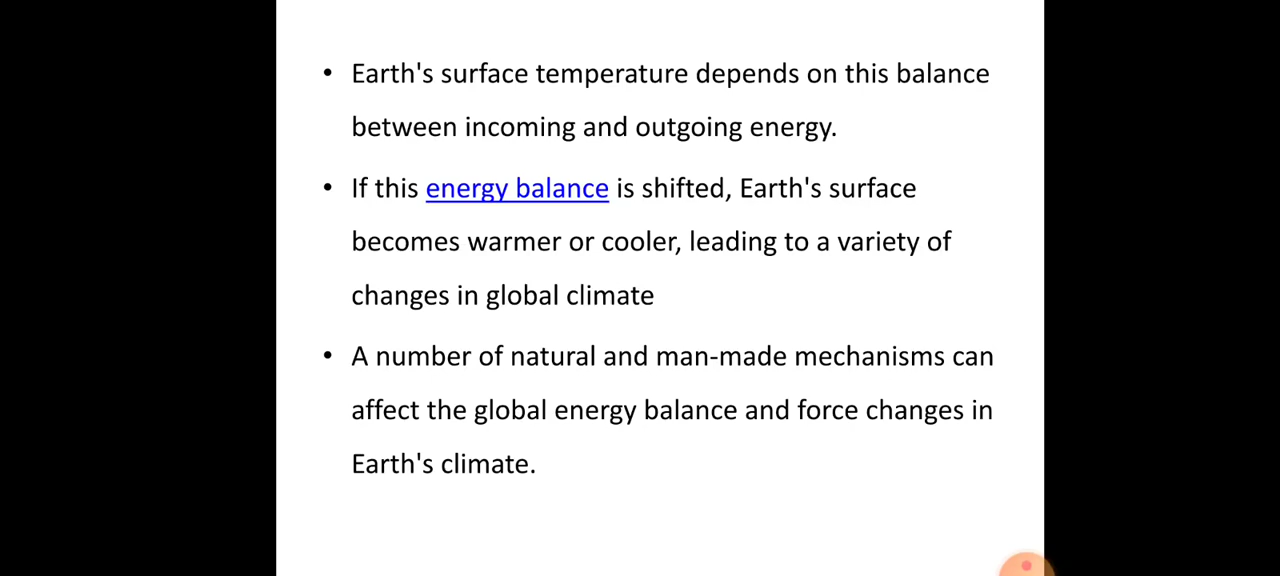 • Earth's surface temperature depends on this balance
between incoming and outgoing energy.
• If this energy balance is shifted, Earth's surface
becomes warmer or cooler, leading to a variety of
changes in global climate
• A number of natural and man-made mechanisms can
affect the global energy balance and force changes in
Earth's climate.